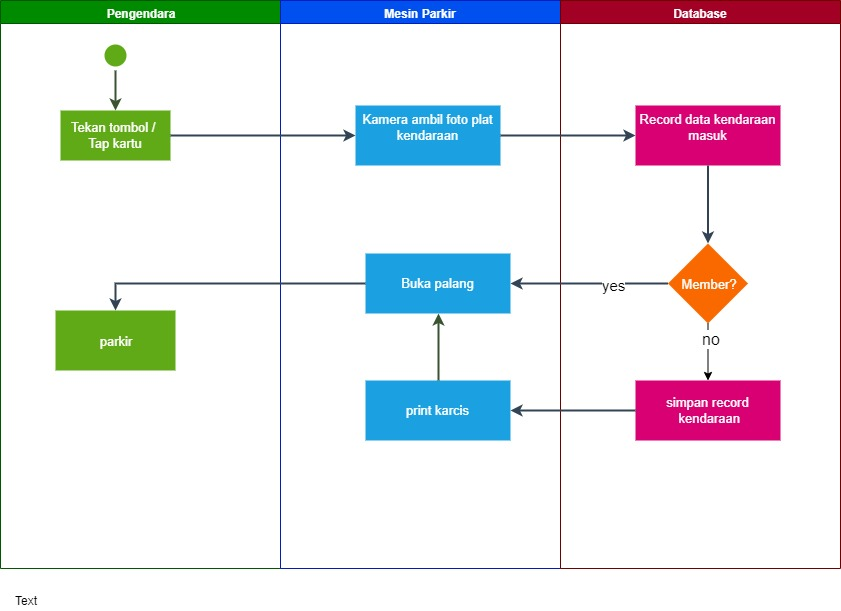 Pengendara
Mesin Parkir
Database
Tekan tombol /
Tap kartu
Kamera ambil foto plat
kendaraan
Record data kendaraan
masuk
Member?
yes
Buka palang
parkir
no
simpan record
kendaraan
print karcis
Text